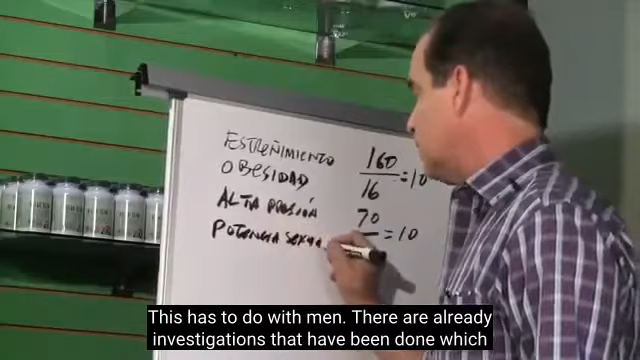 ESTREÑIMIENTO
OBESIDAD
ALTA PRESIÓN
POTENCIA SEXUA
160
16 = 10
70
= 10
This has to do with men. There are already
investigations that have been done which